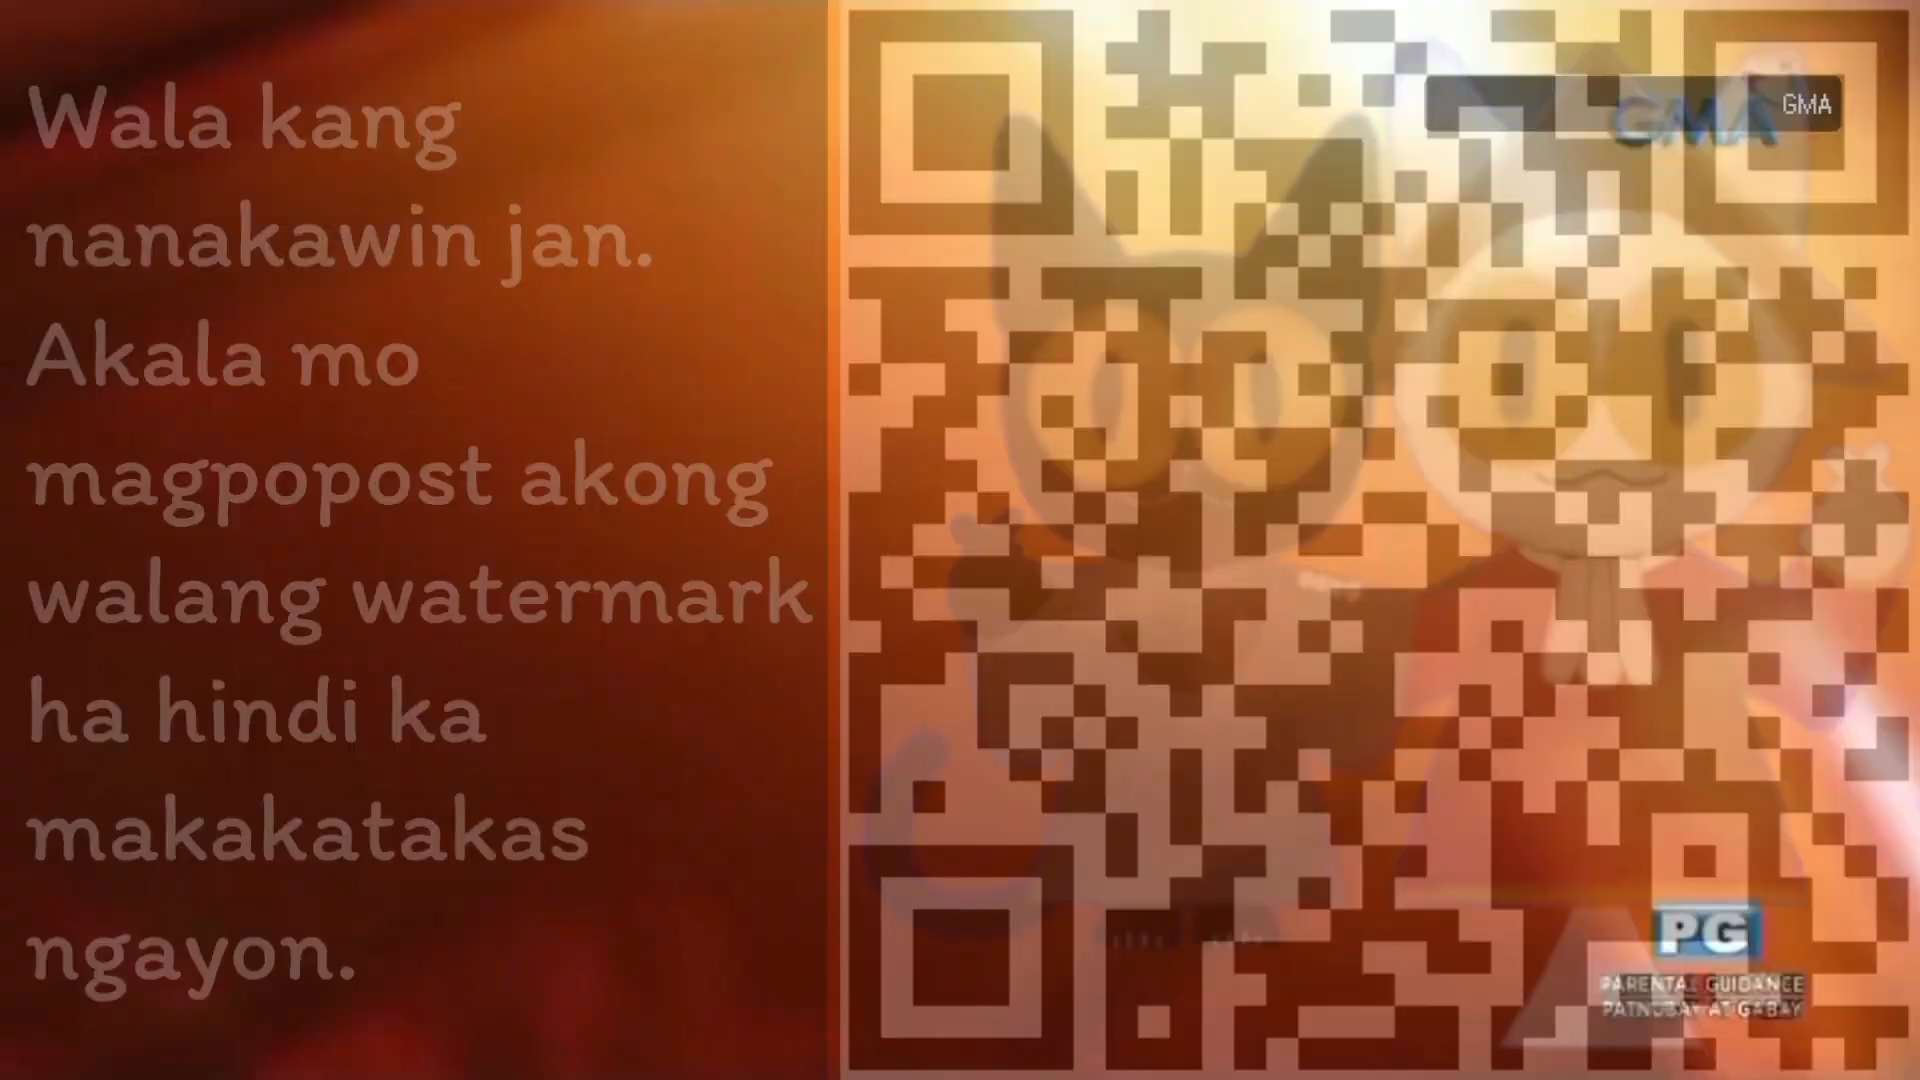 Wala kang
nanakawin jan.
Akala mo
magpopost akong
walang watermark
ha hindi ka
makakatakas
ngayon.
GMA
GMA
PG
PARENTAL GUIDANCE
PATNUBAY AT GABAY